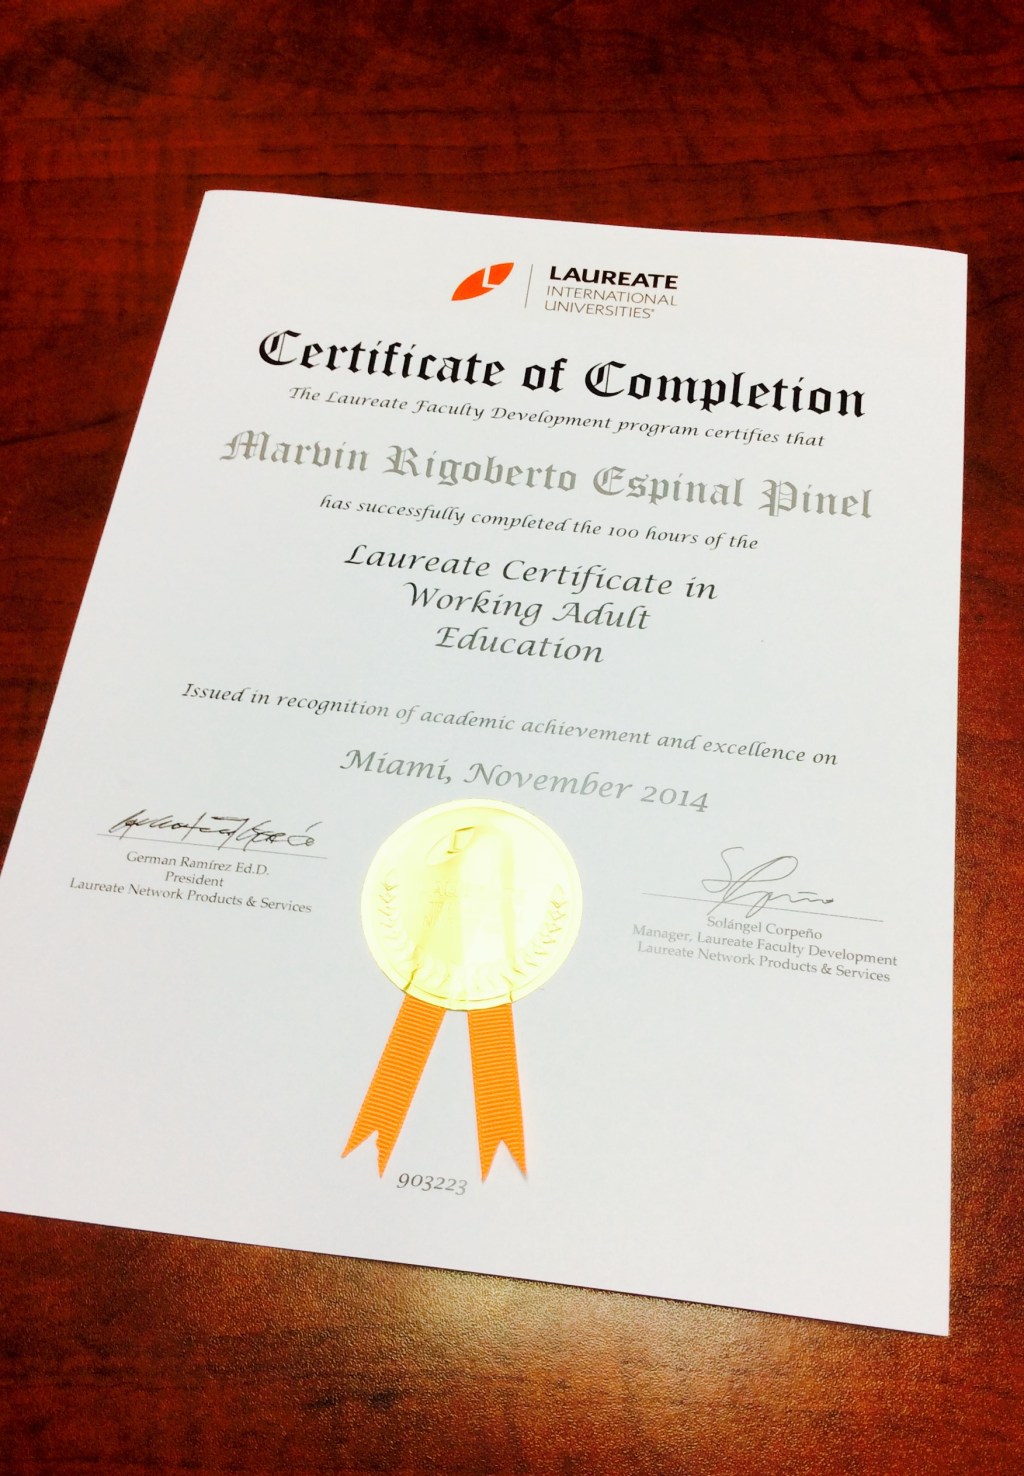 LAUREATE
INTERNATIONAL
UNIVERSITIES®
Certificate of Completion
The Laureate Faculty Development program certifies that
Marvin Rigoberto Espinal Pinel
has successfully completed the 100 hours of the
Laureate Certificate in
Working Adult
Education
Issued in recognition of academic achievement and excellence on
Miami, November 2014
German Ramírez Ed.D.
President
Laureate Network Products & Services
Solángel Corpeño
Manager, Laureate Faculty Development
Laureate Network Products & Services
903223